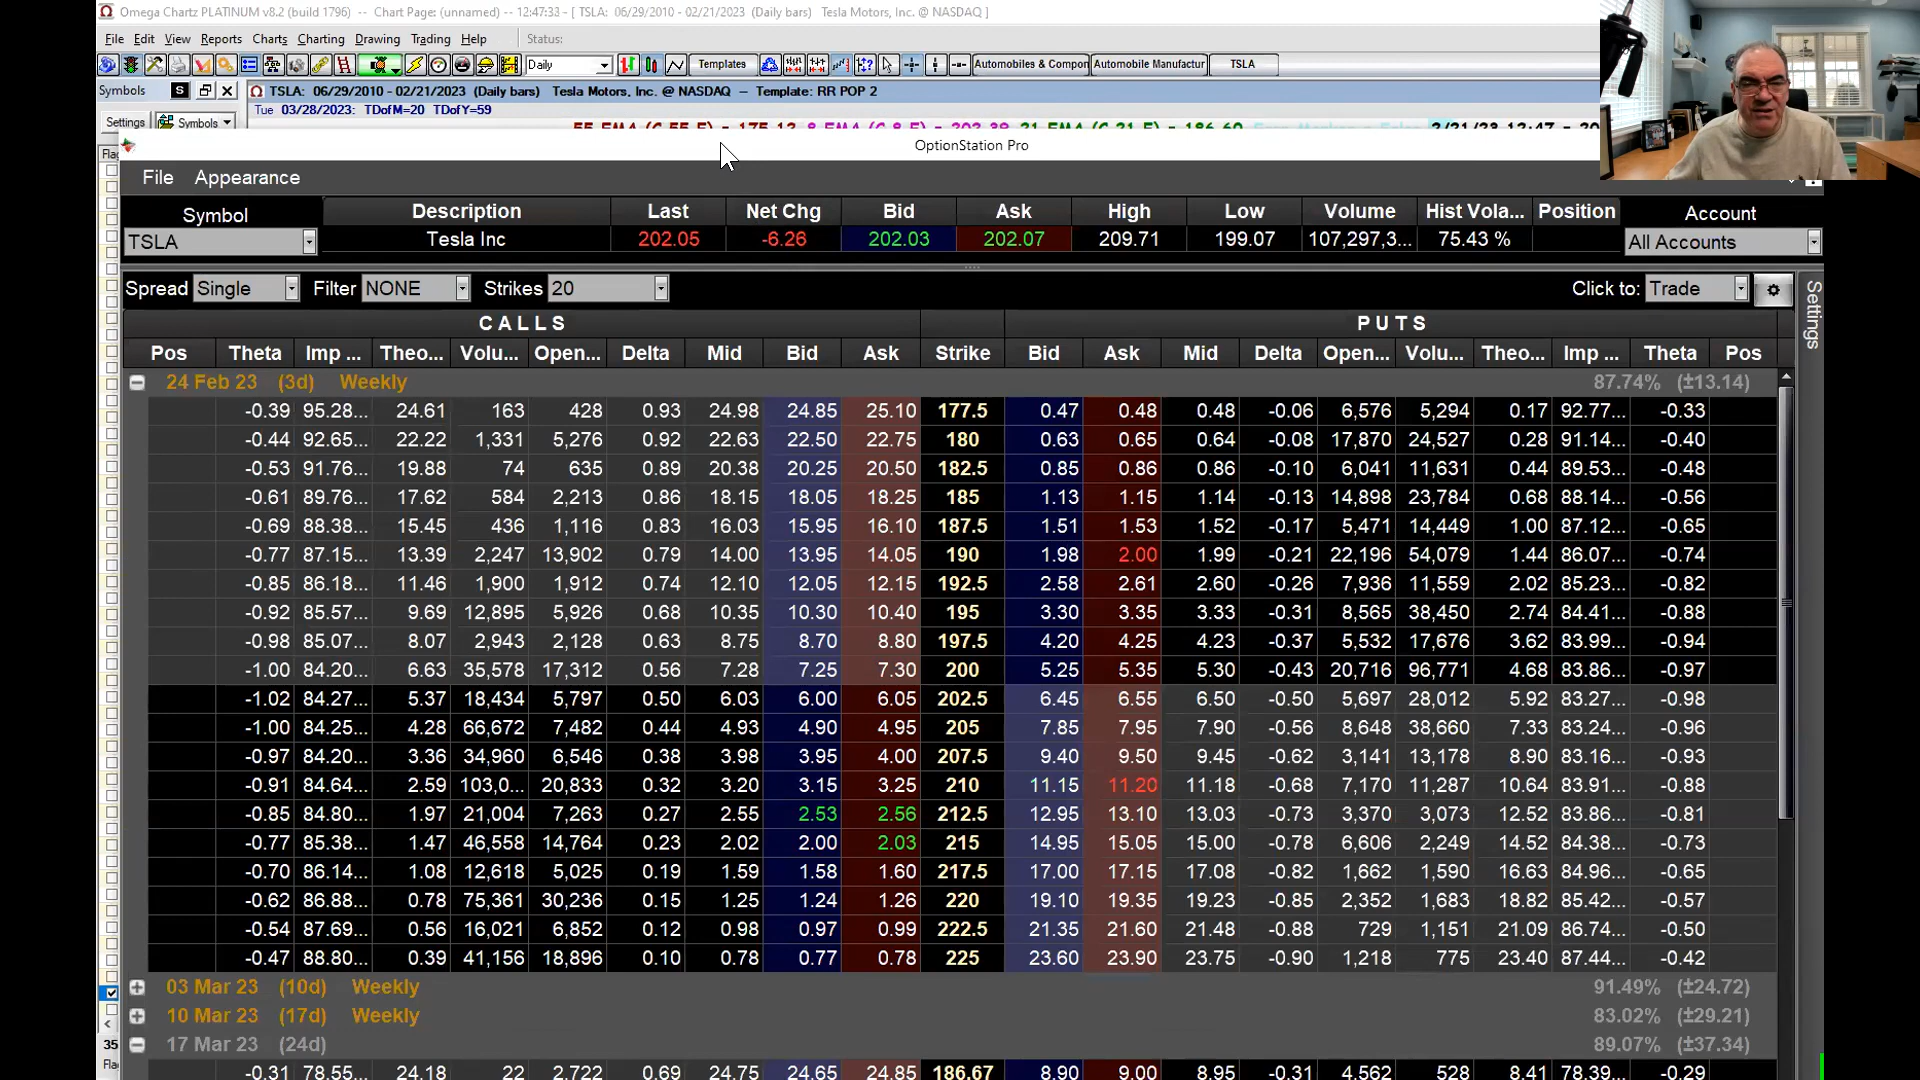 Omega Chartz PLATINUM v8.2 (build 1796) -- Chart Page: (unnamed) -- 12:47:33 - [ TSLA: 06/29/2010 - 02/21/2023 (Daily bars) Tesla Motors, Inc. @ NASDAQ ]
File Edit View Reports Charts Charting Drawing Trading Help Status:
Daily Templates Automobiles & Compon Automobile Manufactur TSLA
Symbols S TSLA: 06/29/2010 - 02/21/2023 (Daily bars) Tesla Motors, Inc. @ NASDAQ -- Template: RR POP 2
Settings Symbols Tue 03/28/2023: TDofM=20 TDofY=59
55 EMA (C,55,E) = 175.13 8 EMA (C,8,E) = 202.39 21 EMA (C,21,E) = 186.60
OptionStation Pro
File Appearance
Symbol Description Last Net Chg Bid Ask High Low Volume Hist Vola... Position Account
TSLA Tesla Inc 202.05 -6.26 202.03 202.07 209.71 199.07 107,297,3... 75.43 % All Accounts
Spread Single Filter NONE Strikes 20 Click to: Trade
Settings
CALLS PUTS
Pos Theta Imp ... Theo... Volu... Open... Delta Mid Bid Ask Strike Bid Ask Mid Delta Open... Volu... Theo... Imp ... Theta Pos
24 Feb 23 (3d) Weekly 87.74% (±13.14)
-0.39 95.28... 24.61 163 428 0.93 24.98 24.85 25.10 177.5 0.47 0.48 0.48 -0.06 6,576 5,294 0.17 92.77... -0.33
-0.44 92.65... 22.22 1,331 5,276 0.92 22.63 22.50 22.75 180 0.63 0.65 0.64 -0.08 17,870 24,527 0.28 91.14... -0.40
-0.53 91.76... 19.88 74 635 0.89 20.38 20.25 20.50 182.5 0.85 0.86 0.86 -0.10 6,041 11,631 0.44 89.53... -0.48
-0.61 89.76... 17.62 584 2,213 0.86 18.15 18.05 18.25 185 1.13 1.15 1.14 -0.13 14,898 23,784 0.68 88.14... -0.56
-0.69 88.38... 15.45 436 1,116 0.83 16.03 15.95 16.10 187.5 1.51 1.53 1.52 -0.17 5,471 14,449 1.00 87.12... -0.65
-0.77 87.15... 13.39 2,247 13,902 0.79 14.00 13.95 14.05 190 1.98 2.00 1.99 -0.21 22,196 54,079 1.44 86.07... -0.74
-0.85 86.18... 11.46 1,900 1,912 0.74 12.10 12.05 12.15 192.5 2.58 2.61 2.60 -0.26 7,936 11,559 2.02 85.23... -0.82
-0.92 85.57... 9.69 12,895 5,926 0.68 10.35 10.30 10.40 195 3.30 3.35 3.33 -0.31 8,565 38,450 2.74 84.41... -0.88
-0.98 85.07... 8.07 2,943 2,128 0.63 8.75 8.70 8.80 197.5 4.20 4.25 4.23 -0.37 5,532 17,676 3.62 83.99... -0.94
-1.00 84.20... 6.63 35,578 17,312 0.56 7.28 7.25 7.30 200 5.25 5.35 5.30 -0.43 20,716 96,771 4.68 83.86... -0.97
-1.02 84.27... 5.37 18,434 5,797 0.50 6.03 6.00 6.05 202.5 6.45 6.55 6.50 -0.50 5,697 28,012 5.92 83.27... -0.98
-1.00 84.25... 4.28 66,672 7,482 0.44 4.93 4.90 4.95 205 7.85 7.95 7.90 -0.56 8,648 38,660 7.33 83.24... -0.96
-0.97 84.20... 3.36 34,960 6,546 0.38 3.98 3.95 4.00 207.5 9.40 9.50 9.45 -0.62 3,141 13,178 8.90 83.16... -0.93
-0.91 84.64... 2.59 103,0... 20,833 0.32 3.20 3.15 3.25 210 11.15 11.20 11.18 -0.68 7,170 11,287 10.64 83.91... -0.88
-0.85 84.80... 1.97 21,004 7,263 0.27 2.55 2.53 2.56 212.5 12.95 13.10 13.03 -0.73 3,370 3,073 12.52 83.86... -0.81
-0.77 85.38... 1.47 46,558 14,764 0.23 2.02 2.00 2.03 215 14.95 15.05 15.00 -0.78 6,606 2,249 14.52 84.38... -0.73
-0.70 86.14... 1.08 12,618 5,025 0.19 1.59 1.58 1.60 217.5 17.00 17.15 17.08 -0.82 1,662 1,590 16.63 84.96... -0.65
-0.62 86.88... 0.78 75,361 30,236 0.15 1.25 1.24 1.26 220 19.10 19.35 19.23 -0.85 2,352 1,683 18.82 85.42... -0.57
-0.54 87.69... 0.56 16,021 6,852 0.12 0.98 0.97 0.99 222.5 21.35 21.60 21.48 -0.88 729 1,151 21.09 86.74... -0.50
-0.47 88.80... 0.39 41,156 18,896 0.10 0.78 0.77 0.78 225 23.60 23.90 23.75 -0.90 1,218 775 23.40 87.44... -0.42
03 Mar 23 (10d) Weekly 91.49% (±24.72)
10 Mar 23 (17d) Weekly 83.02% (±29.21)
35 17 Mar 23 (24d) 89.07% (±37.34)
-0.31 78.55... 24.18 22 2,722 0.69 24.75 24.65 24.85 186.67 8.90 9.00 8.95 -0.31 4,562 528 8.41 78.39... -0.29